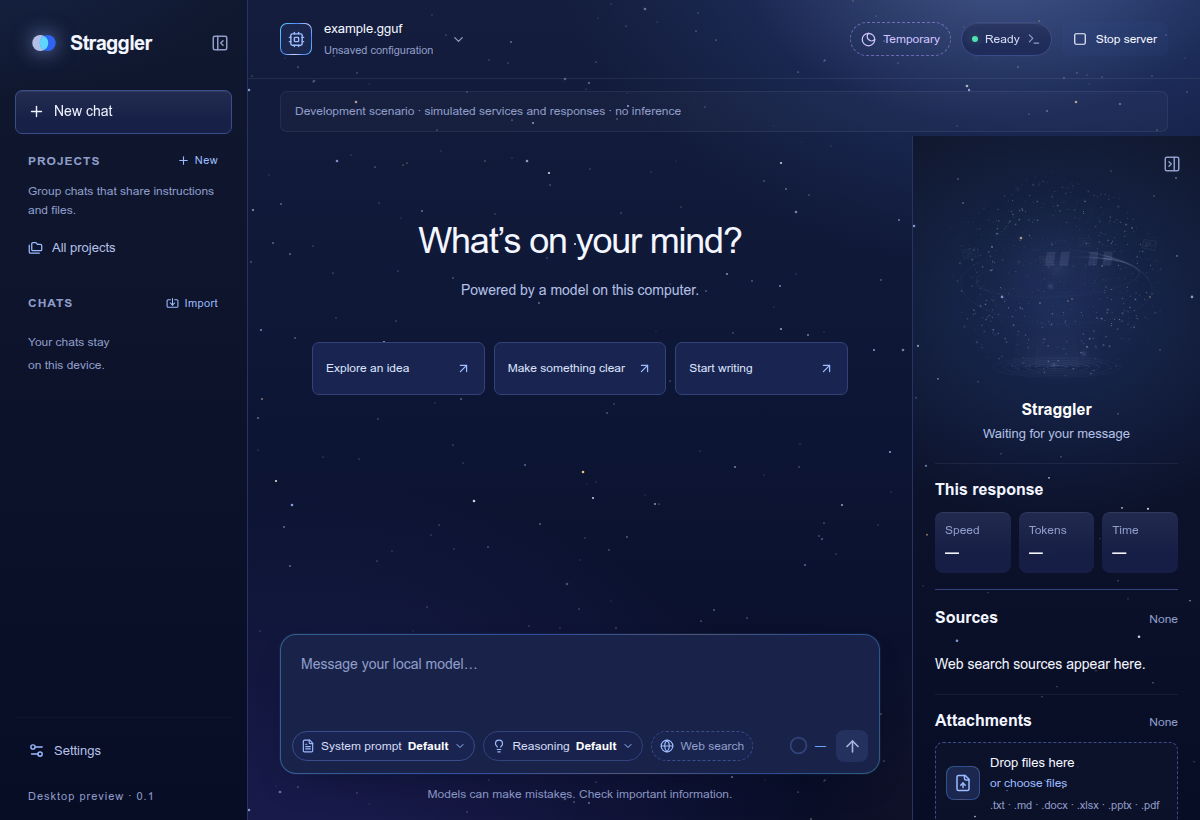 Straggler
New chat
PROJECTS
New
Group chats that share instructions
and files.
All projects
CHATS
Import
Your chats stay
on this device.
Settings
Desktop preview · 0.1
example.gguf
Unsaved configuration
Temporary
Ready
Stop server
Development scenario · simulated services and responses · no inference
What’s on your mind?
Powered by a model on this computer.
Explore an idea
Make something clear
Start writing
Message your local model…
System prompt Default
Reasoning Default
Web search
—
Models can make mistakes. Check important information.
Straggler
Waiting for your message
This response
Speed
—
Tokens
—
Time
—
Sources
None
Web search sources appear here.
Attachments
None
Drop files here
or choose files
.txt · .md · .docx · .xlsx · .pptx · .pdf